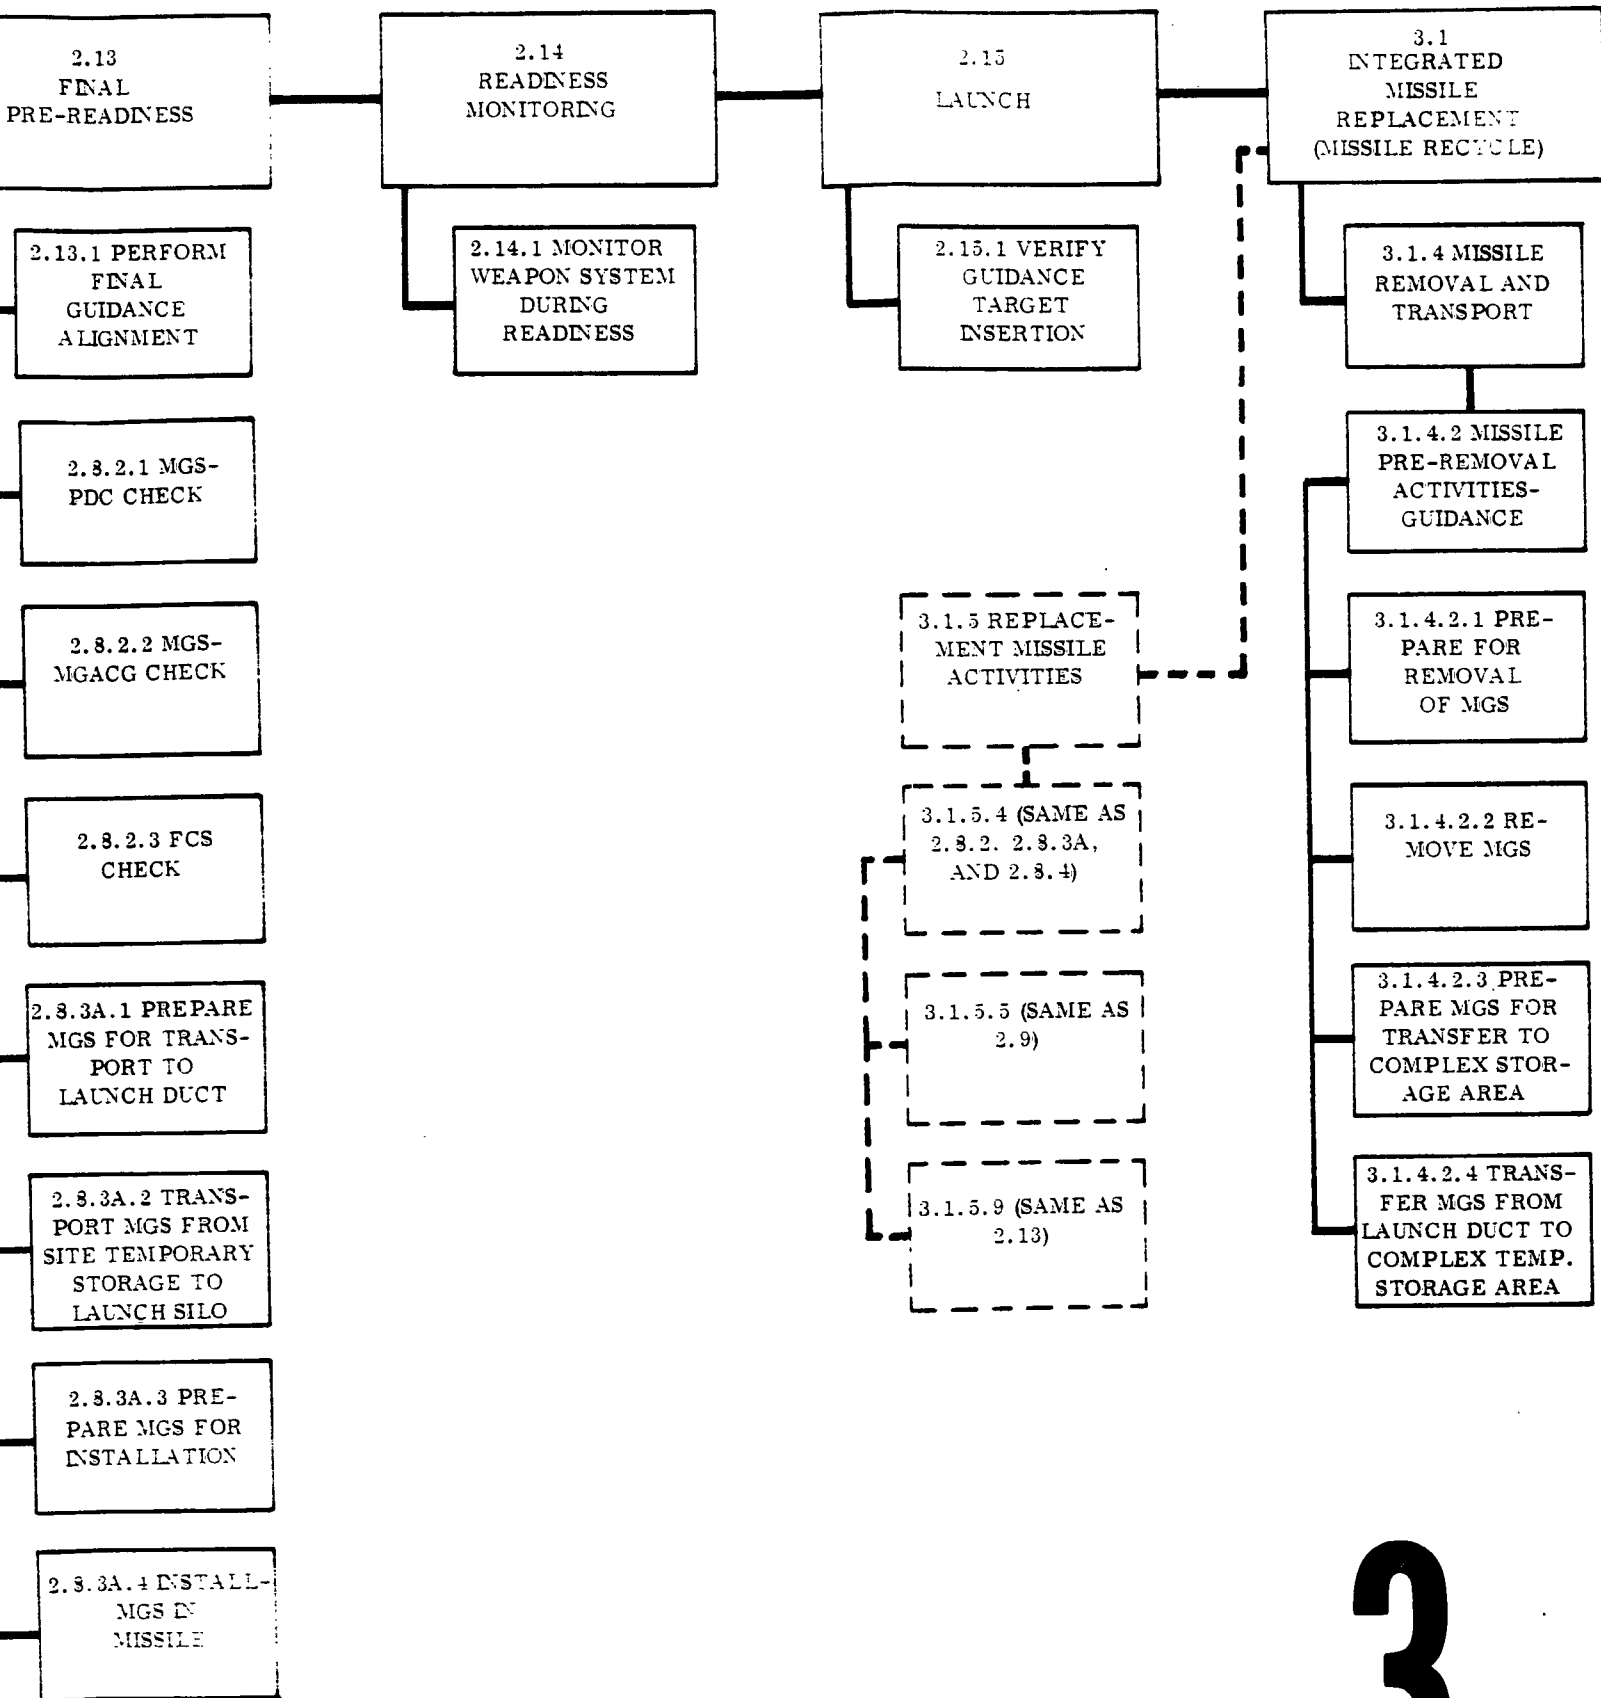 2.13
FINAL
PRE-READINESS
2.14
READINESS
MONITORING
2.15
LAUNCH
3.1
INTEGRATED
MISSILE
REPLACEMENT
(MISSILE RECYCLE)
2.13.1 PERFORM
FINAL
GUIDANCE
ALIGNMENT
2.14.1 MONITOR
WEAPON SYSTEM
DURING
READINESS
2.15.1 VERIFY
GUIDANCE
TARGET
INSERTION
3.1.4 MISSILE
REMOVAL AND
TRANSPORT
2.8.2.1 MGS-
PDC CHECK
3.1.4.2 MISSILE
PRE-REMOVAL
ACTIVITIES-
GUIDANCE
2.8.2.2 MGS-
MGACG CHECK
3.1.5 REPLACE-
MENT MISSILE
ACTIVITIES
3.1.4.2.1 PRE-
PARE FOR
REMOVAL
OF MGS
2.8.2.3 FCS
CHECK
3.1.5.4 (SAME AS
2.8.2. 2.8.3A,
AND 2.8.4)
3.1.4.2.2 RE-
MOVE MGS
2.8.3A.1 PREPARE
MGS FOR TRANS-
PORT TO
LAUNCH DUCT
3.1.5.5 (SAME AS
2.9)
3.1.4.2.3 PRE-
PARE MGS FOR
TRANSFER TO
COMPLEX STOR-
AGE AREA
2.8.3A.2 TRANS-
PORT MGS FROM
SITE TEMPORARY
STORAGE TO
LAUNCH SILO
3.1.5.9 (SAME AS
2.13)
3.1.4.2.4 TRANS-
FER MGS FROM
LAUNCH DUCT TO
COMPLEX TEMP.
STORAGE AREA
2.8.3A.3 PRE-
PARE MGS FOR
INSTALLATION
2.8.3A.4 INSTALL-
MGS IN
MISSILE
3